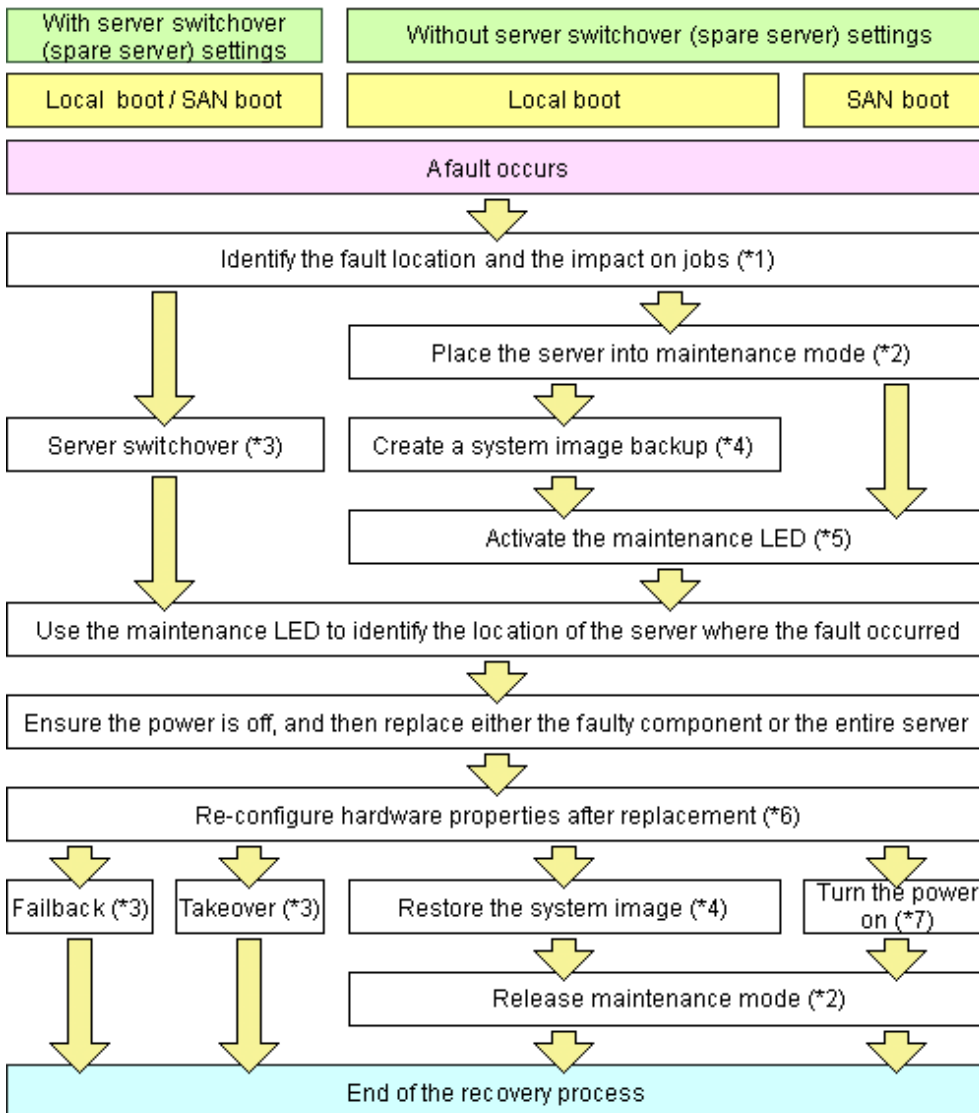 With server switchover
(spare server) settings
Without server switchover (spare server) settings
Local boot / SAN boot
Local boot
SAN boot
A fault occurs
Identify the fault location and the impact on jobs (*1)
Place the server into maintenance mode (*2)
Server switchover (*3)
Create a system image backup (*4)
Activate the maintenance LED (*5)
Use the maintenance LED to identify the location of the server where the fault occurred
Ensure the power is off, and then replace either the faulty component or the entire server
Re-configure hardware properties after replacement (*6)
Failback (*3)
Takeover (*3)
Restore the system image (*4)
Turn the power
on (*7)
Release maintenance mode (*2)
End of the recovery process